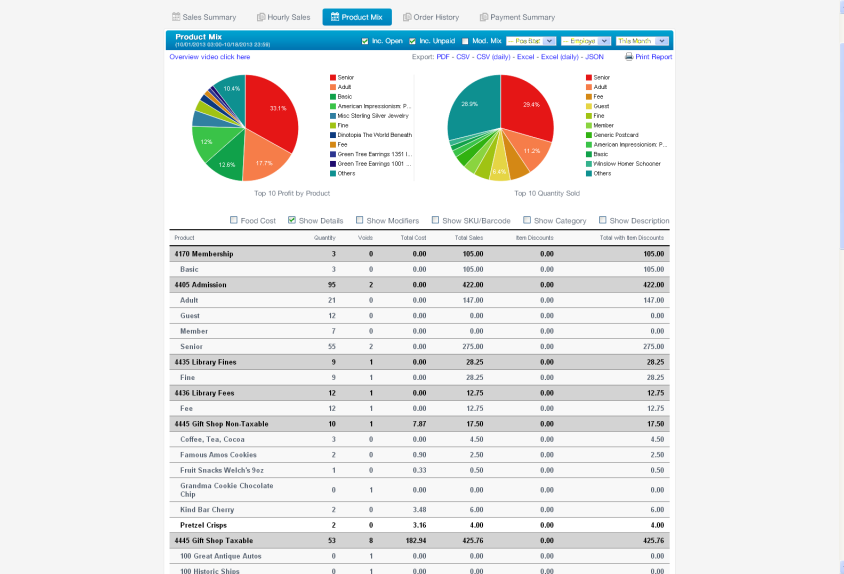 Sales Summary Hourly Sales Product Mix Order History Payment Summary
Product Mix
(10/01/2013 03:00-10/18/2013 23:59)
Inc. Open Inc. Unpaid Mod. Mix This Month
Overview video click here Export: PDF - CSV - CSV (daily) - Excel - Excel (daily) - JSON Print Report
10.4%
33.1%
12%
12.6%
17.7%
Senior
Adult
Basic
American Impressionism: P...
Misc Sterling Silver Jewelry
Fine
Dinotopia The World Beneath
Fee
Green Tree Earrings 1351 I...
Green Tree Earrings 1001 ...
Others
Top 10 Profit by Product
29.4%
11.2%
Senior
Adult
Fee
Guest
Fine
Member
Generic Postcard
American Impressionism: P...
Basic
Winslow Homer Schooner
Others
Top 10 Quantity Sold
Food Cost Show Details Show Modifiers Show SKU/Barcode Show Category Show Description
Product Quantity Voids Total Cost Total Sales Item Discounts Total with Item Discounts
4170 Membership 3 0 0.00 105.00 0.00 105.00
Basic 3 0 0.00 105.00 0.00 105.00
4405 Admission 95 2 0.00 422.00 0.00 422.00
Adult 21 0 0.00 147.00 0.00 147.00
Guest 12 0 0.00 0.00 0.00 0.00
Member 7 0 0.00 0.00 0.00 0.00
Senior 55 2 0.00 275.00 0.00 275.00
4435 Library Fines 9 1 0.00 28.25 0.00 28.25
Fine 9 1 0.00 28.25 0.00 28.25
4436 Library Fees 12 1 0.00 12.75 0.00 12.75
Fee 12 1 0.00 12.75 0.00 12.75
4445 Gift Shop Non-Taxable 10 1 7.87 17.50 0.00 17.50
Coffee, Tea, Cocoa 3 0 0.00 4.50 0.00 4.50
Famous Amos Cookies 2 0 0.90 2.50 0.00 2.50
Fruit Snacks Welch's 9oz 1 0 0.33 0.50 0.00 0.50
Grandma Cookie Chocolate
Chip 0 1 0.00 0.00 0.00 0.00
Kind Bar Cherry 2 0 3.48 6.00 0.00 6.00
Pretzel Crisps 2 0 3.16 4.00 0.00 4.00
4445 Gift Shop Taxable 53 8 182.94 425.76 0.00 425.76
100 Great Antique Autos 0 1 0.00 0.00 0.00 0.00
100 Historic Ships 0 1 0.00 0.00 0.00 0.00